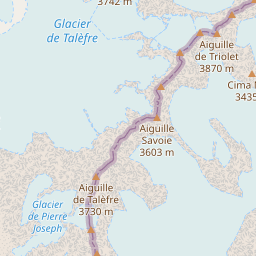 3742 m
Glacier
de Talèfre
Aiguille
de Triolet
3870 m
Cima
3435
Aiguille
Savoie
3603 m
Aiguille
de Talèfre
3730 m
Glacier
de Pierre
Joseph